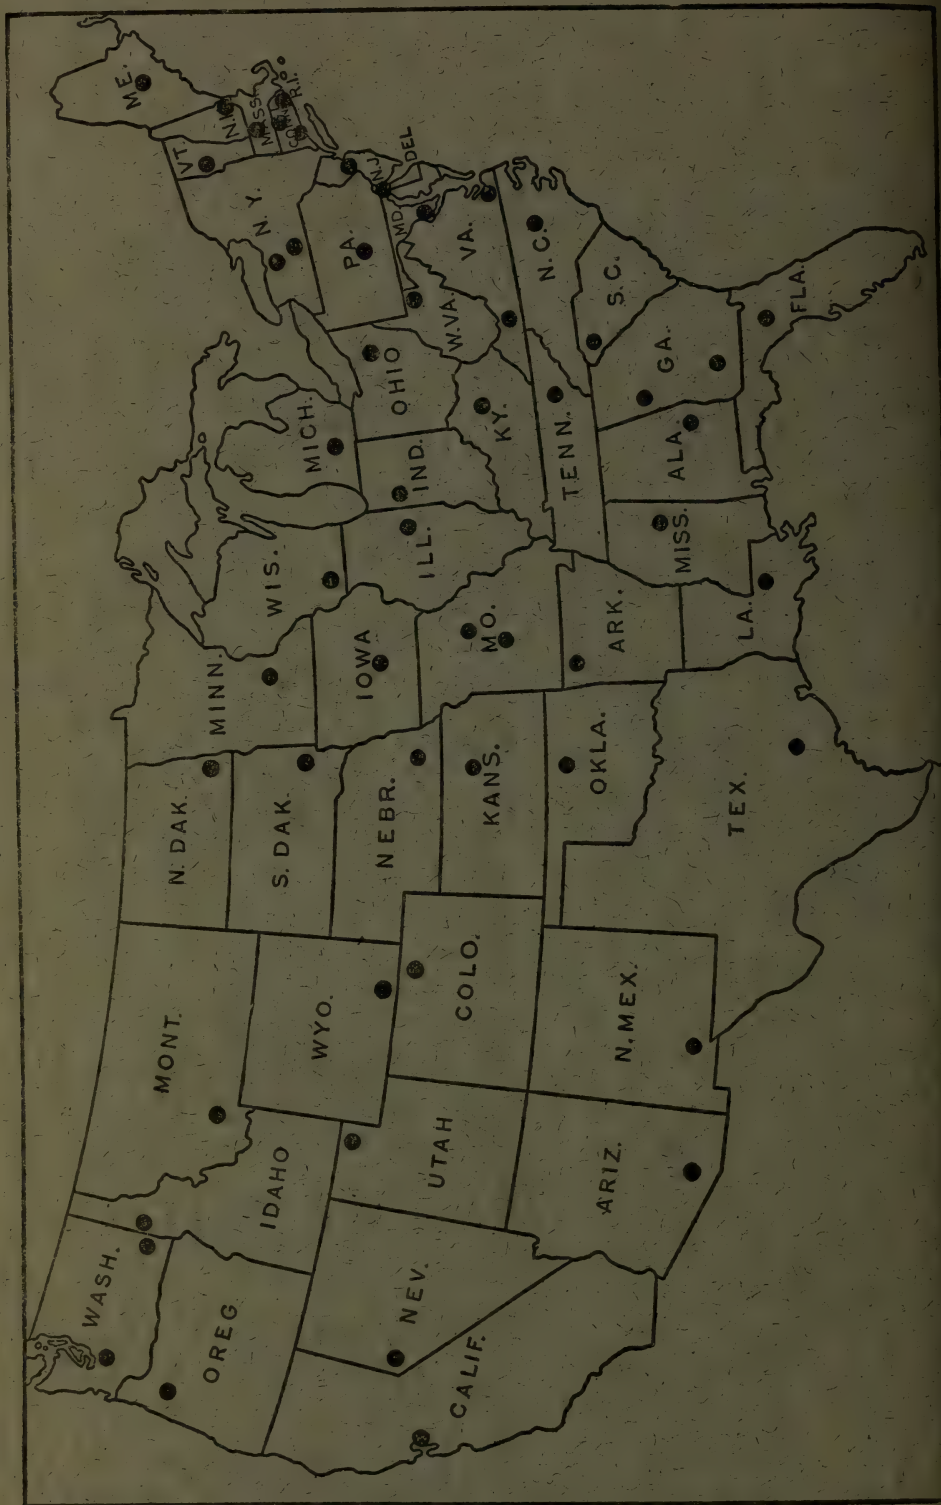 WASH.
OREG
CALIF.
NEV.
IDAHO
MONT.
WYO.
UTAH
ARIZ.
COLO.
N.MEX.
N. DAK.
S. DAK.
NEBR.
KANS.
OKLA.
TEX.
MINN.
IOWA
MO.
ARK.
LA.
WIS.
ILL.
MICH.
IND.
OHIO
KY.
TENN.
MISS.
ALA.
GA.
FLA.
S.C.
N.C.
VA.
W.VA.
MD.
DEL
N.J.
PA.
N. Y.
VT.
N.H.
MASS.
CONN.
R.I.
ME.